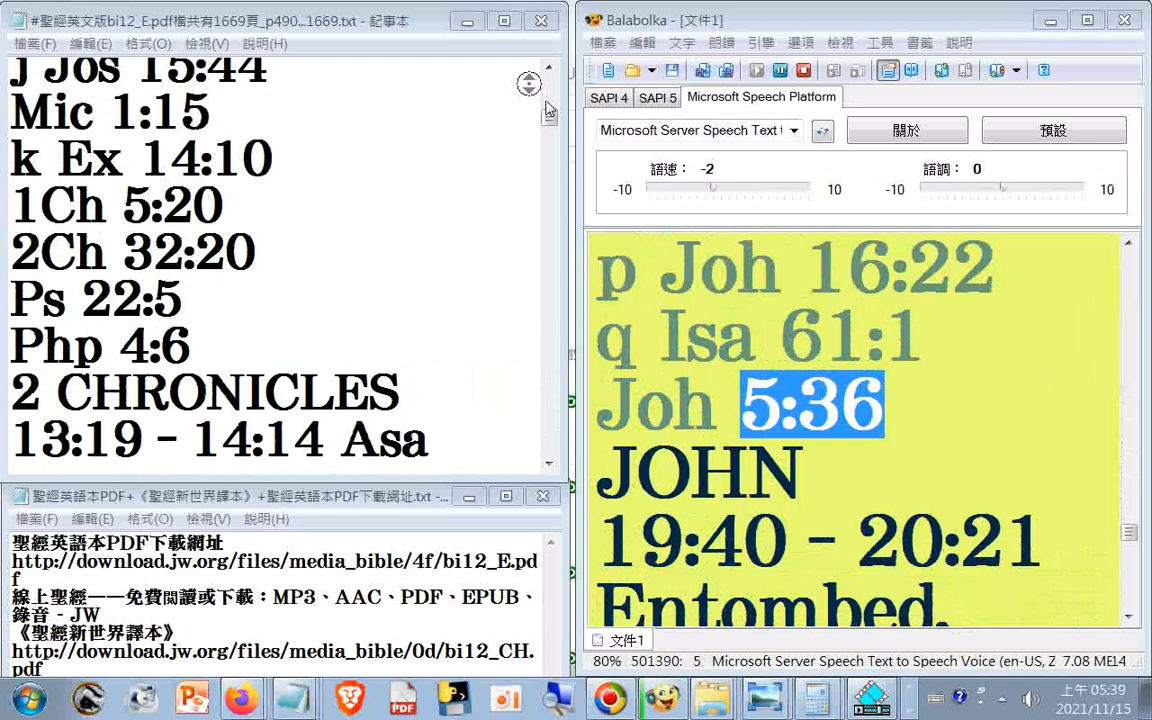 #聖經英文版bi12_E.pdf檔共有1669頁_p490...1669.txt - 記事本
檔案(F) 編輯(E) 格式(O) 檢視(V) 說明(H)
j Jos 15:44
Mic 1:15
k Ex 14:10
1Ch 5:20
2Ch 32:20
Ps 22:5
Php 4:6
2 CHRONICLES
13:19 - 14:14 Asa
聖經英語本PDF+《聖經新世界譯本》+聖經英語本PDF下載網址.txt -...
檔案(F) 編輯(E) 格式(O) 檢視(V) 說明(H)
聖經英語本PDF下載網址
http://download.jw.org/files/media_bible/4f/bi12_E.pd
f
線上聖經——免費閱讀或下載：MP3、AAC、PDF、EPUB、
錄音 - JW
《聖經新世界譯本》
http://download.jw.org/files/media_bible/0d/bi12_CH.
pdf
Balabolka - [文件1]
檔案 編輯 文字 朗讀 引擎 選項 檢視 工具 書籤 說明
SAPI 4 SAPI 5 Microsoft Speech Platform
Microsoft Server Speech Text t 關於 預設
語速： -2 語調： 0
-10 10 -10 10
p Joh 16:22
q Isa 61:1
Joh 5:36
JOHN
19:40 - 20:21
Entombed.
文件1
80% 501390: 5 Microsoft Server Speech Text to Speech Voice (en-US, Z 7.08 ME14
PDF
上午 05:39
2021/11/15